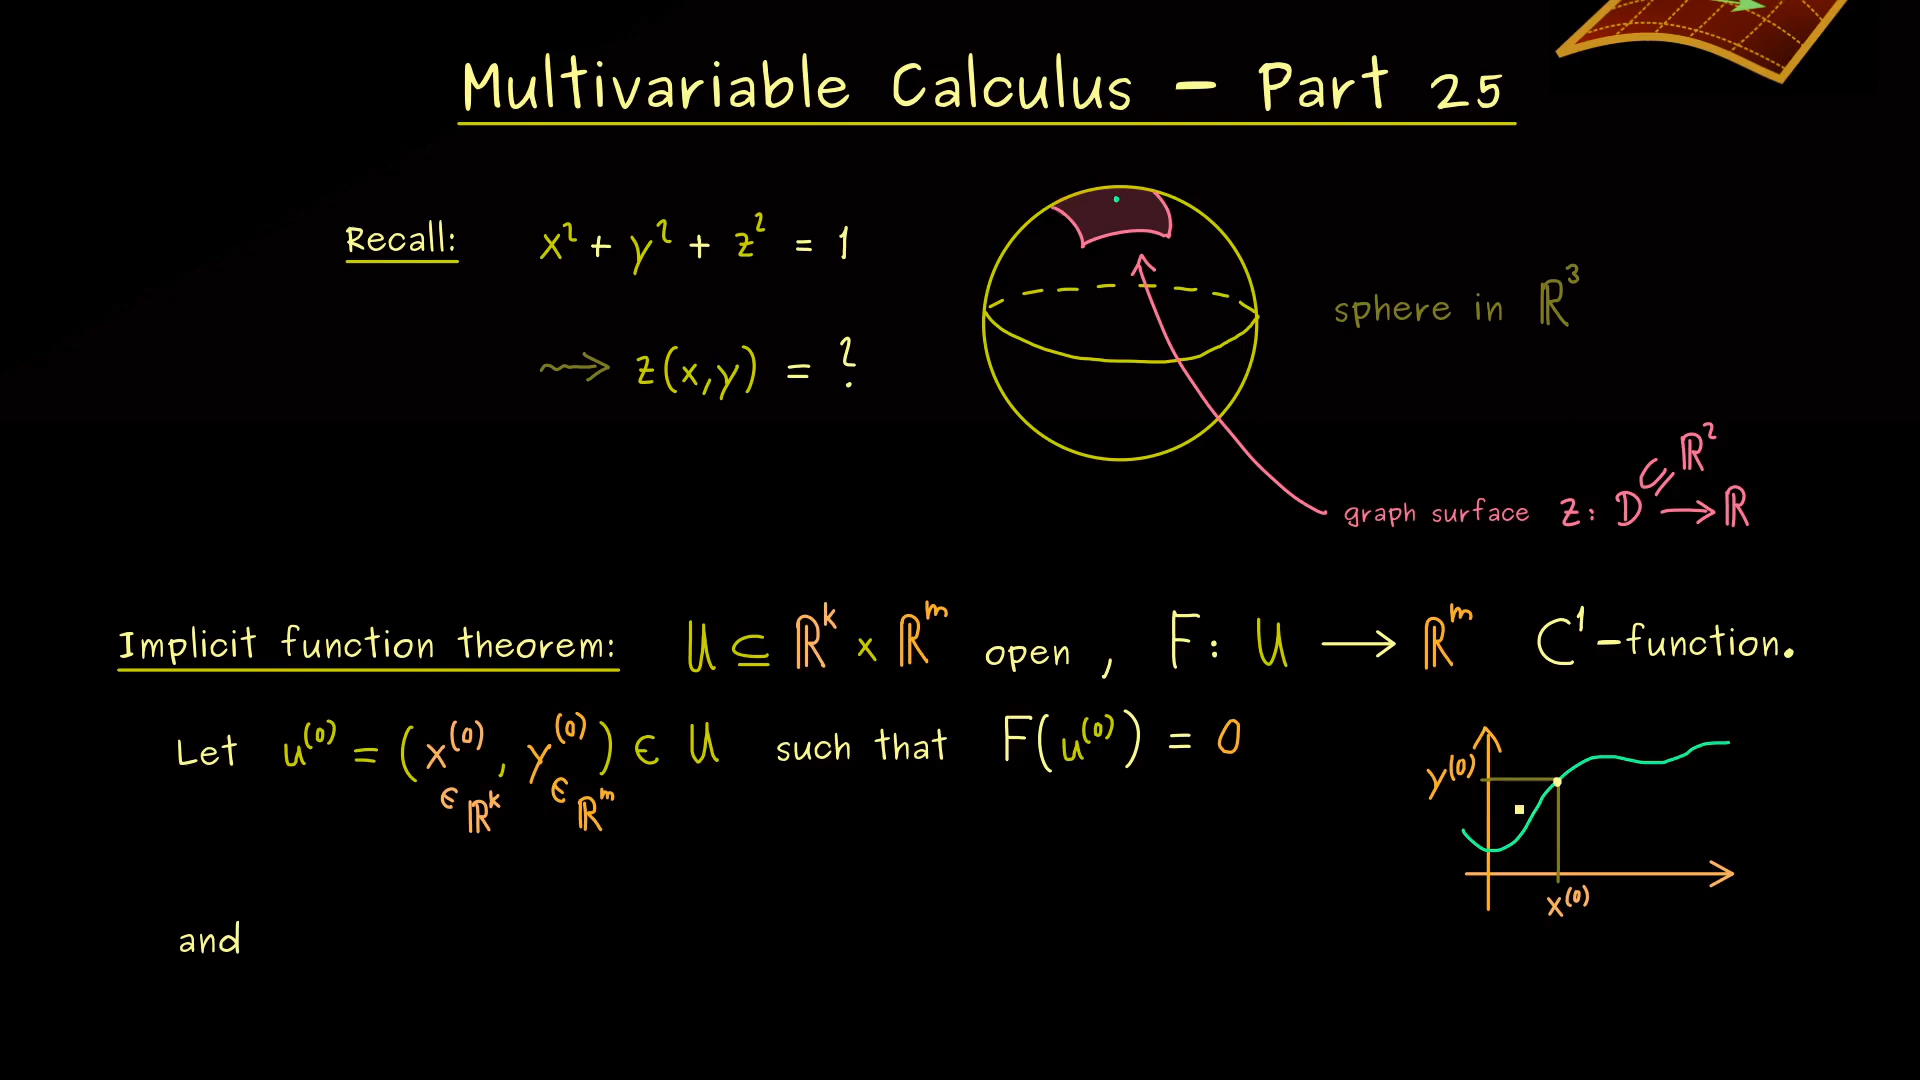 Multivariable Calculus – Part 25
Recall: x² + y² + z² = 1
sphere in ℝ³
⇝ z(x,y) = ?
graph surface z: D ⊆ ℝ² → ℝ
Implicit function theorem: U ⊆ ℝᵏ × ℝᵐ open, F: U → ℝᵐ C¹-function.
Let u⁽⁰⁾ = (x⁽⁰⁾, y⁽⁰⁾) ∈ U such that F(u⁽⁰⁾) = 0
∈ ℝᵏ ∈ ℝᵐ
y⁽⁰⁾
x⁽⁰⁾
and